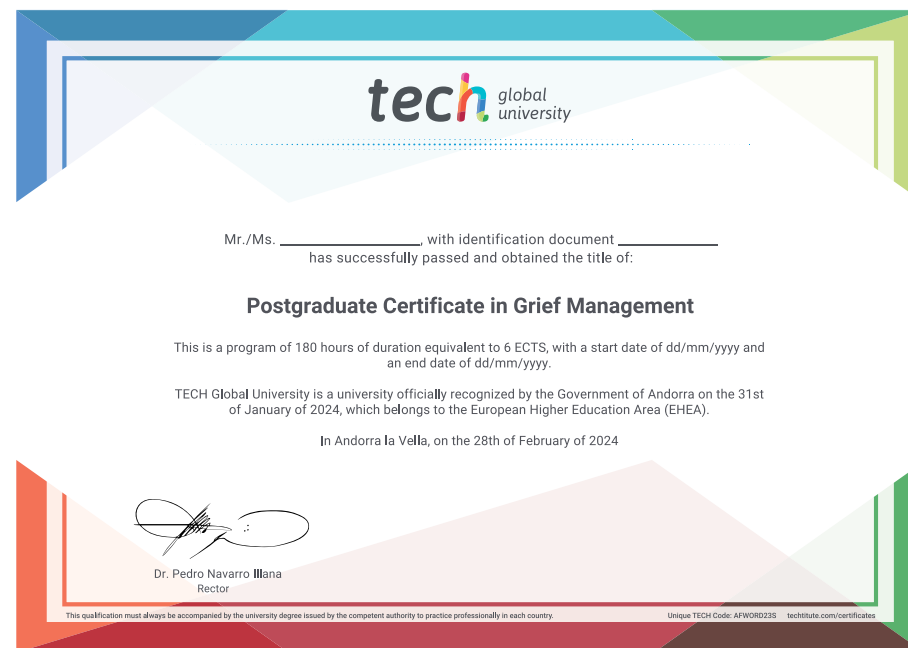 tech global
university
Mr./Ms. ____________, with identification document ____________
has successfully passed and obtained the title of:
Postgraduate Certificate in Grief Management
This is a program of 180 hours of duration equivalent to 6 ECTS, with a start date of dd/mm/yyyy and
an end date of dd/mm/yyyy.
TECH Global University is a university officially recognized by the Government of Andorra on the 31st
of January of 2024, which belongs to the European Higher Education Area (EHEA).
In Andorra la Vella, on the 28th of February of 2024
Dr. Pedro Navarro Illana
Rector
This qualification must always be accompanied by the university degree issued by the competent authority to practice professionally in each country.
Unique TECH Code: AFWORD23S techtitute.com/certificates